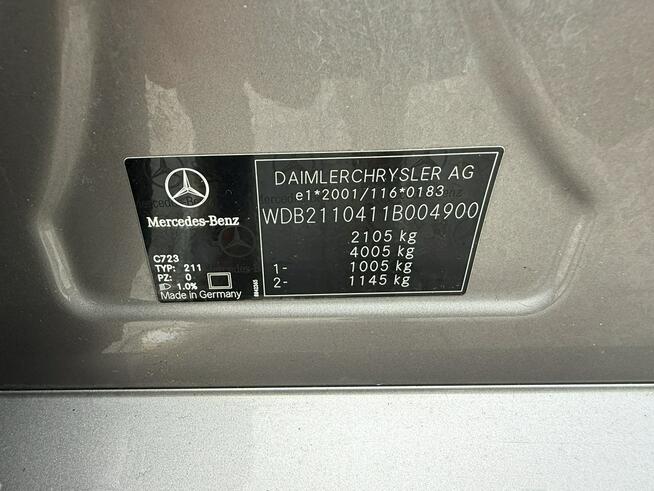 DAIMLERCHRYSLER AG
e1*2001/116*0183
WDB2110411B004900
2105 kg
4005 kg
1- 1005 kg
2- 1145 kg
Mercedes-Benz
C723
TYP: 211
PZ: 0
1.0%
Made in Germany